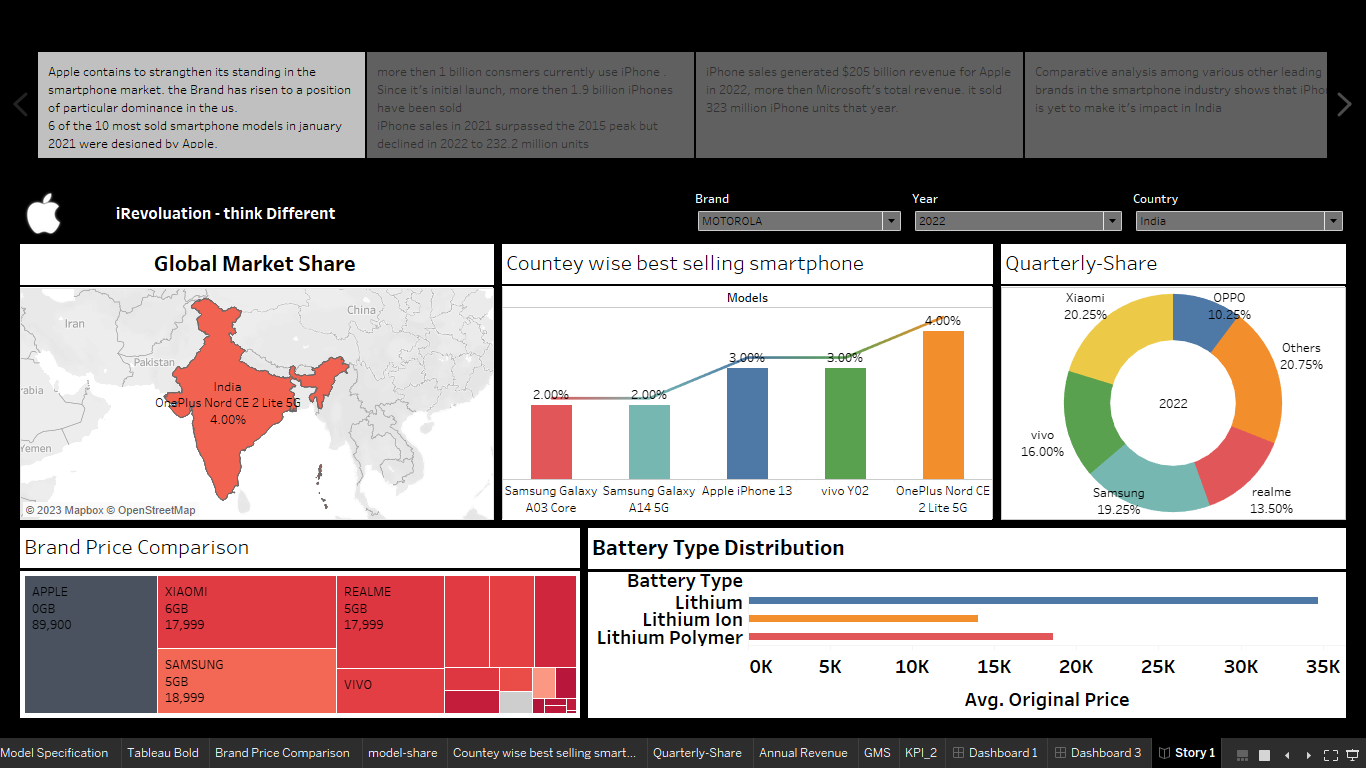 Apple contains to strengthen its standing in the
smartphone market. the Brand has risen to a position
of particular dominance in the us.
6 of the 10 most sold smartphone models in january
2021 were designed by Apple.
more then 1 billion consmers currently use iPhone .
Since it's initial launch, more then 1.9 billion iPhones
have been sold
iPhone sales in 2021 surpassed the 2015 peak but
declined in 2022 to 232.2 million units
iPhone sales generated $205 billion revenue for Apple
in 2022, more then Microsoft's total revenue. it sold
323 million iPhone units that year.
Comparative analysis among various other leading
brands in the smartphone industry shows that iPhon
is yet to make it's impact in India
iRevoluation - think Different
Brand
MOTOROLA
Year
2022
Country
India
Global Market Share
Iran
China
Pakistan
rabia
Yemen
India
OnePlus Nord CE 2 Lite 5G
4.00%
© 2023 Mapbox © OpenStreetMap
Countey wise best selling smartphone
Models
2.00%
2.00%
3.00%
3.00%
4.00%
Samsung Galaxy
A03 Core
Samsung Galaxy
A14 5G
Apple iPhone 13
vivo Y02
OnePlus Nord CE
2 Lite 5G
Quarterly-Share
Xiaomi
20.25%
OPPO
10.25%
Others
20.75%
2022
vivo
16.00%
Samsung
19.25%
realme
13.50%
Brand Price Comparison
APPLE
0GB
89,900
XIAOMI
6GB
17,999
SAMSUNG
5GB
18,999
REALME
5GB
17,999
VIVO
Battery Type Distribution
Battery Type
Lithium
Lithium Ion
Lithium Polymer
0K 5K 10K 15K 20K 25K 30K 35K
Avg. Original Price
Model Specification
Tableau Bold
Brand Price Comparison
model-share
Countey wise best selling smart...
Quarterly-Share
Annual Revenue
GMS
KPI_2
Dashboard 1
Dashboard 3
Story 1